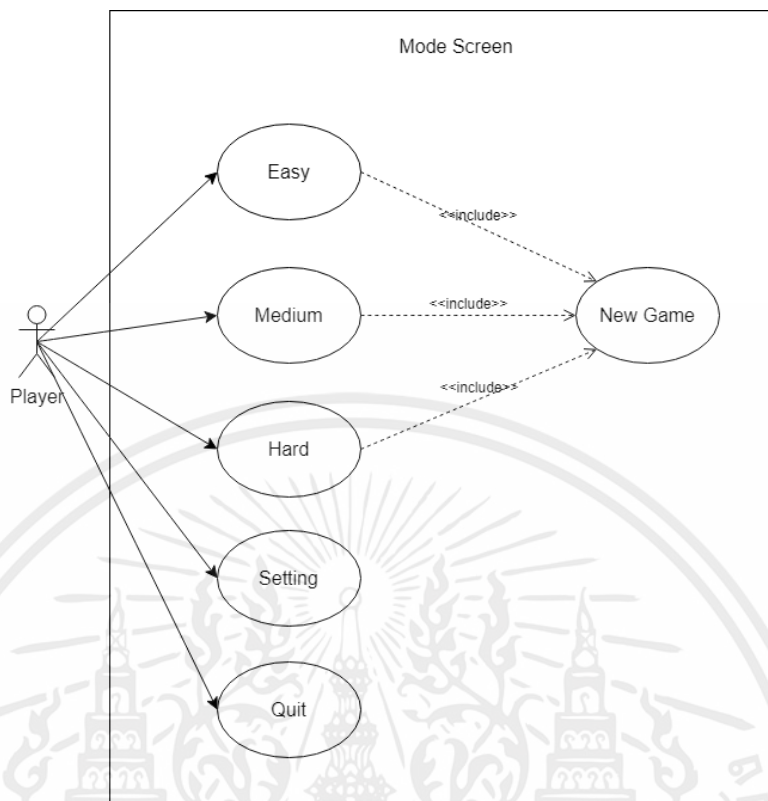 Mode Screen
Easy
<<include>>
Medium
<<include>>
New Game
Player
<<include>>
Hard
Setting
Quit